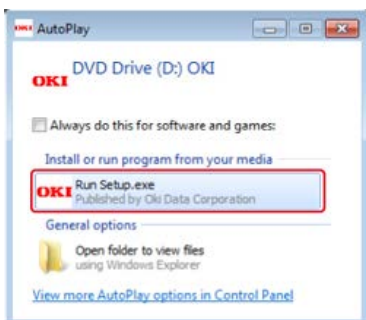 AutoPlay
DVD Drive (D:) OKI
OKI
Always do this for software and games:
Install or run program from your media
OKI Run Setup.exe
Published by Oki Data Corporation
General options
Open folder to view files
using Windows Explorer
View more AutoPlay options in Control Panel